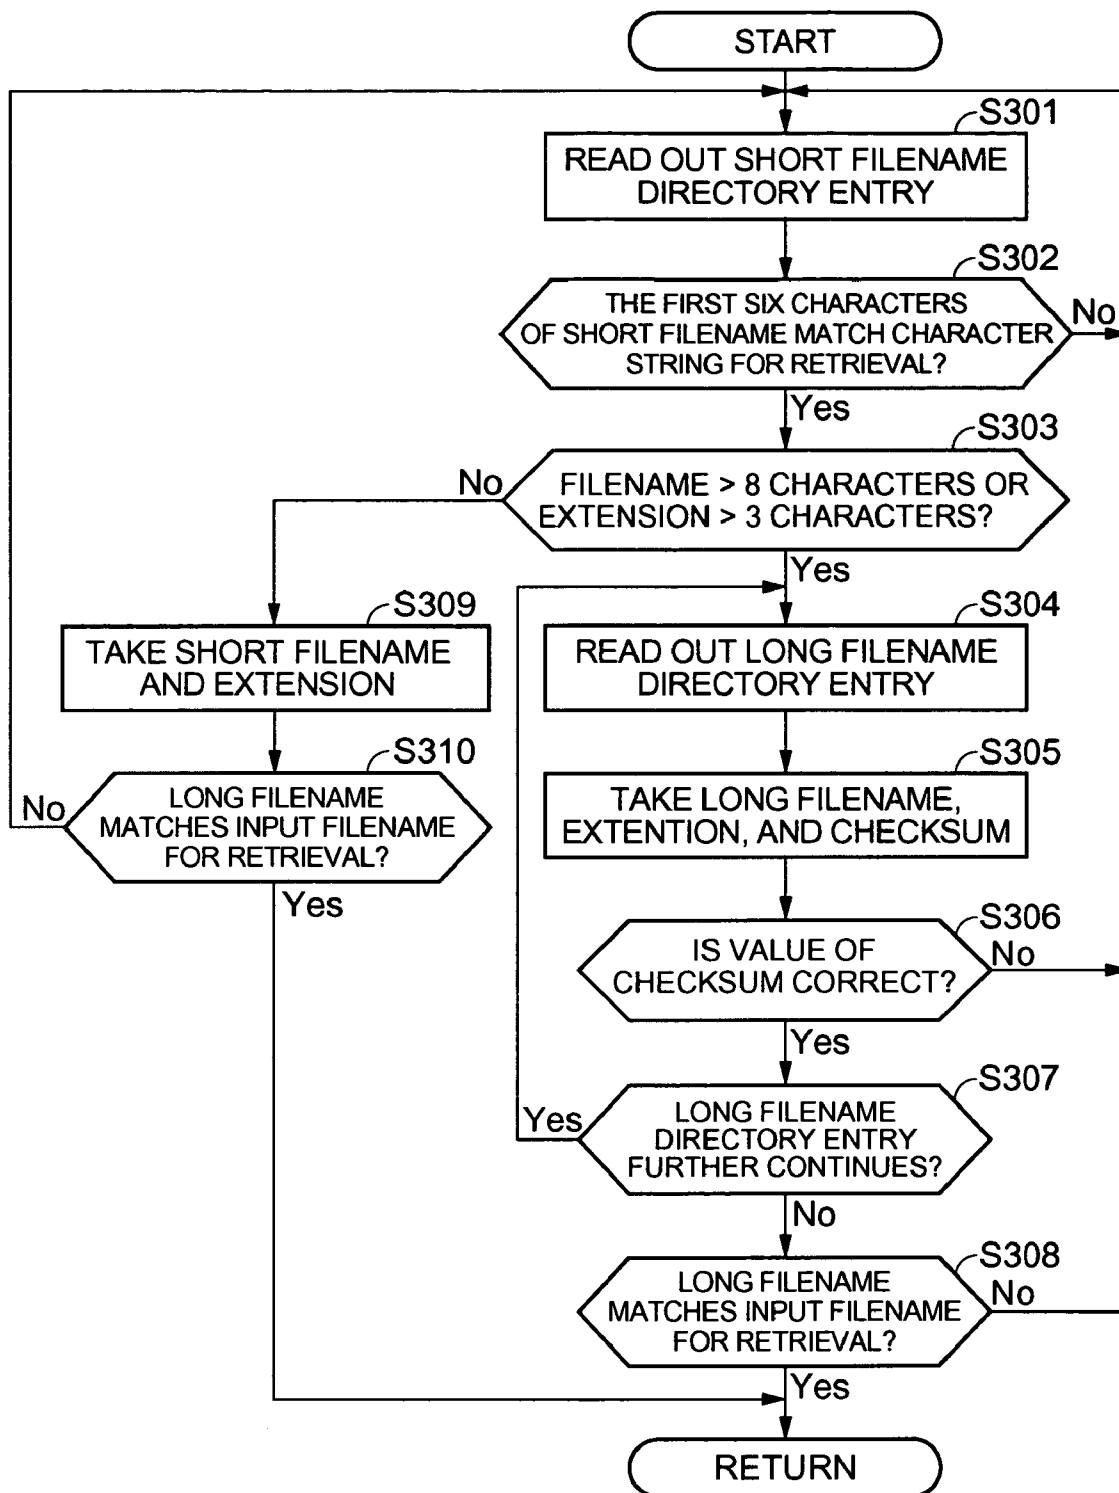 START
S301
READ OUT SHORT FILENAME
DIRECTORY ENTRY
S302
THE FIRST SIX CHARACTERS
OF SHORT FILENAME MATCH CHARACTER
STRING FOR RETRIEVAL?
No
Yes
S303
FILENAME > 8 CHARACTERS OR
EXTENSION > 3 CHARACTERS?
No
Yes
S309
TAKE SHORT FILENAME
AND EXTENSION
S304
READ OUT LONG FILENAME
DIRECTORY ENTRY
S310
LONG FILENAME
MATCHES INPUT FILENAME
FOR RETRIEVAL?
No
Yes
S305
TAKE LONG FILENAME,
EXTENTION, AND CHECKSUM
S306
IS VALUE OF
CHECKSUM CORRECT?
No
Yes
S307
LONG FILENAME
DIRECTORY ENTRY
FURTHER CONTINUES?
Yes
No
S308
LONG FILENAME
MATCHES INPUT FILENAME
FOR RETRIEVAL?
No
Yes
RETURN